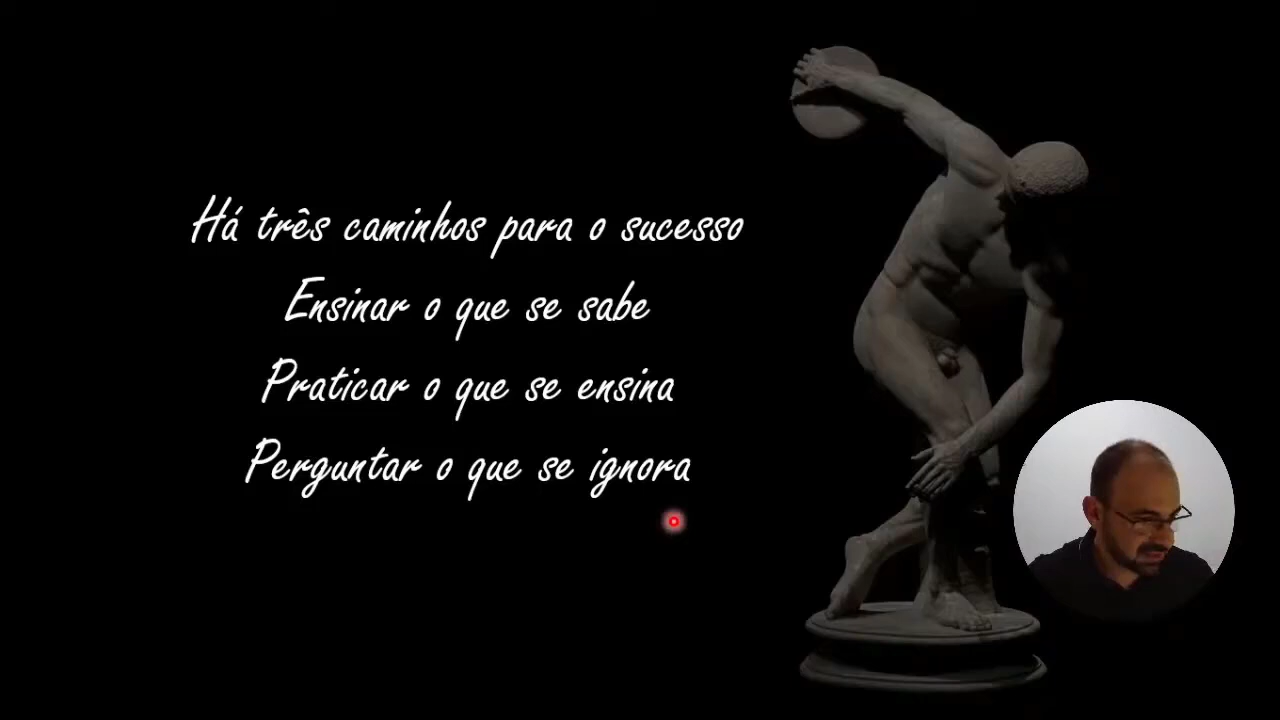 Há três caminhos para o sucesso
Ensinar o que se sabe
Praticar o que se ensina
Perguntar o que se ignora